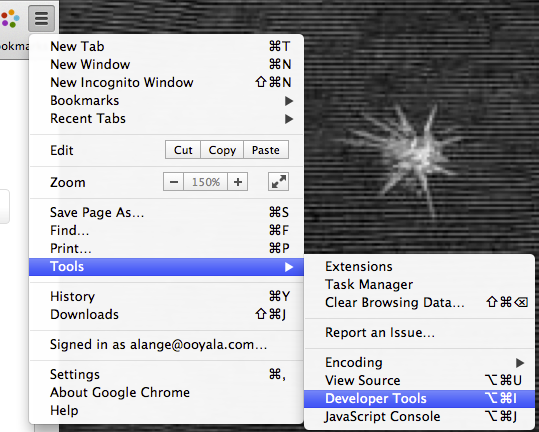 ookma
New Tab ⌘T
New Window ⌘N
New Incognito Window ⇧⌘N
Bookmarks ▶
Recent Tabs ▶
Edit Cut Copy Paste
Zoom − 150% +
Save Page As... ⌘S
Find... ⌘F
Print... ⌘P
Tools ▶
History ⌘Y
Downloads ⇧⌘J
Signed in as alange@ooyala.com...
Settings ⌘,
About Google Chrome
Help
Extensions
Task Manager
Clear Browsing Data... ⇧⌘⌫
Report an Issue...
Encoding ▶
View Source ⌥⌘U
Developer Tools ⌥⌘I
JavaScript Console ⌥⌘J